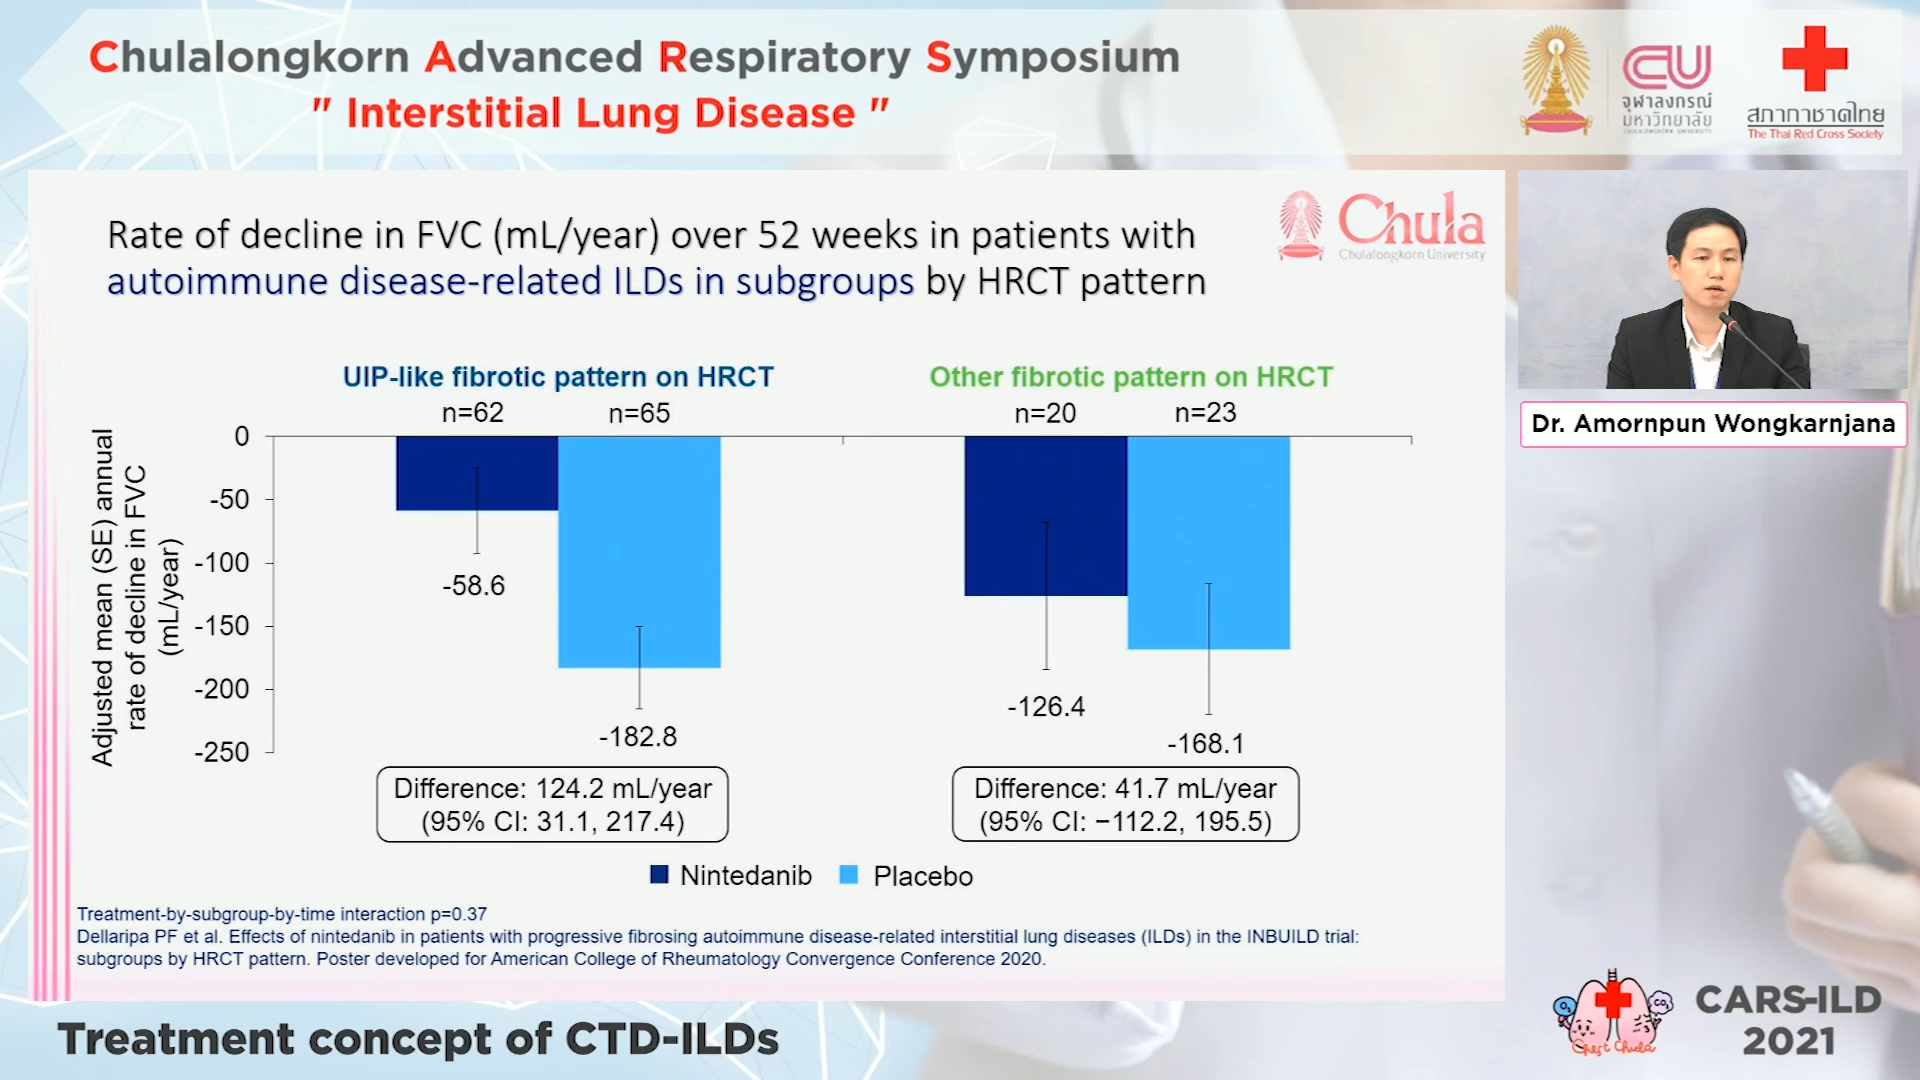 Chulalongkorn Advanced Respiratory Symposium
" Interstitial Lung Disease "
จุฬาลงกรณ์
มหาวิทยาลัย
CHULALONGKORN UNIVERSITY
สภากาชาดไทย
The Thai Red Cross Society
Rate of decline in FVC (mL/year) over 52 weeks in patients with
autoimmune disease-related ILDs in subgroups by HRCT pattern
Chula
Chulalongkorn University
Dr. Amornpun Wongkarnjana
UIP-like fibrotic pattern on HRCT
Other fibrotic pattern on HRCT
n=62
n=65
n=20
n=23
Adjusted mean (SE) annual
rate of decline in FVC
(mL/year)
0
-50
-100
-150
-200
-250
-58.6
-182.8
-126.4
-168.1
Difference: 124.2 mL/year
(95% CI: 31.1, 217.4)
Difference: 41.7 mL/year
(95% CI: −112.2, 195.5)
Nintedanib
Placebo
Treatment-by-subgroup-by-time interaction p=0.37
Dellaripa PF et al. Effects of nintedanib in patients with progressive fibrosing autoimmune disease-related interstitial lung diseases (ILDs) in the INBUILD trial:
subgroups by HRCT pattern. Poster developed for American College of Rheumatology Convergence Conference 2020.
Treatment concept of CTD-ILDs
O₂
CO₂
Chest Chula
CARS-ILD
2021